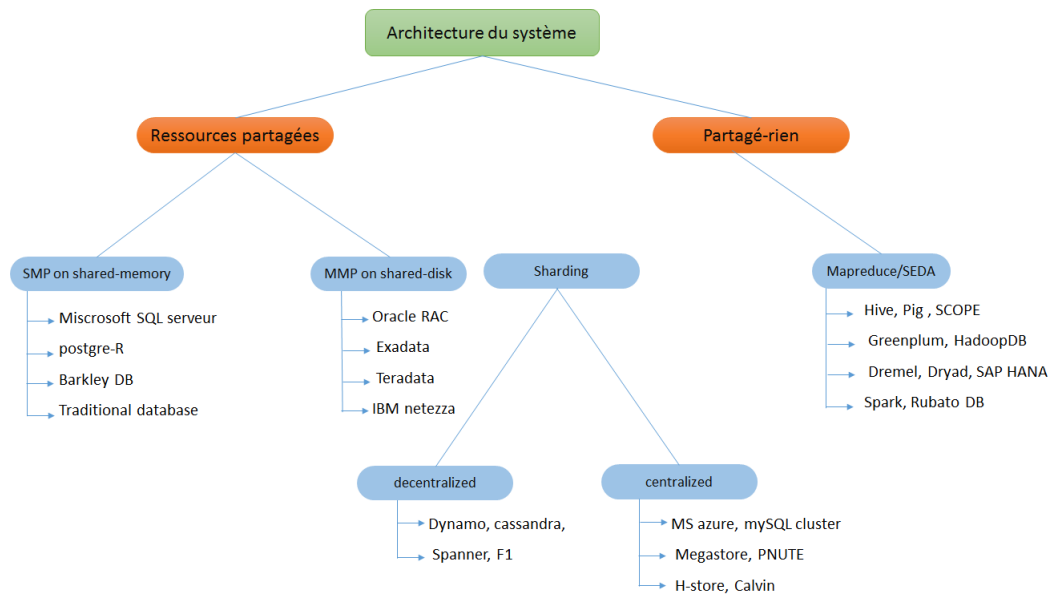 Architecture du système
Ressources partagées
Partagé-rien
SMP on shared-memory
MMP on shared-disk
Sharding
Mapreduce/SEDA
Miscrosoft SQL serveur
postgre-R
Barkley DB
Traditional database
Oracle RAC
Exadata
Teradata
IBM netezza
Hive, Pig , SCOPE
Greenplum, HadoopDB
Dremel, Dryad, SAP HANA
Spark, Rubato DB
decentralized
centralized
Dynamo, cassandra,
Spanner, F1
MS azure, mySQL cluster
Megastore, PNUTE
H-store, Calvin